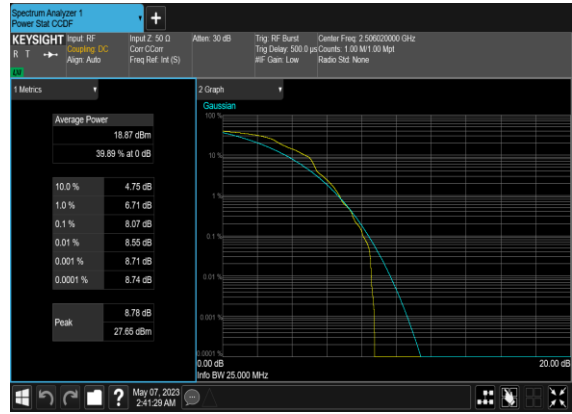 Spectrum Analyzer 1
Power Stat CCDF
KEYSIGHT
R T
LXI
Input: RF
Coupling: DC
Align: Auto
Input Z: 50 Ω
Corr CCorr
Freq Ref: Int (S)
Atten: 30 dB
Trig: RF Burst
Trig Delay: 500.0 µs
#IF Gain: Low
Center Freq: 2.506020000 GHz
Counts: 1.00 M/1.00 Mpt
Radio Std: None
1 Metrics
Average Power
18.87 dBm
39.89 % at 0 dB
10.0 % 4.75 dB
1.0 % 6.71 dB
0.1 % 8.07 dB
0.01 % 8.55 dB
0.001 % 8.71 dB
0.0001 % 8.74 dB
Peak
8.78 dB
27.65 dBm
2 Graph
Gaussian
100 %
10 %
1 %
0.1 %
0.01 %
0.001 %
0.0001 %
0.00 dB 20.00 dB
Info BW 25.000 MHz
?
May 07, 2023
2:41:29 AM